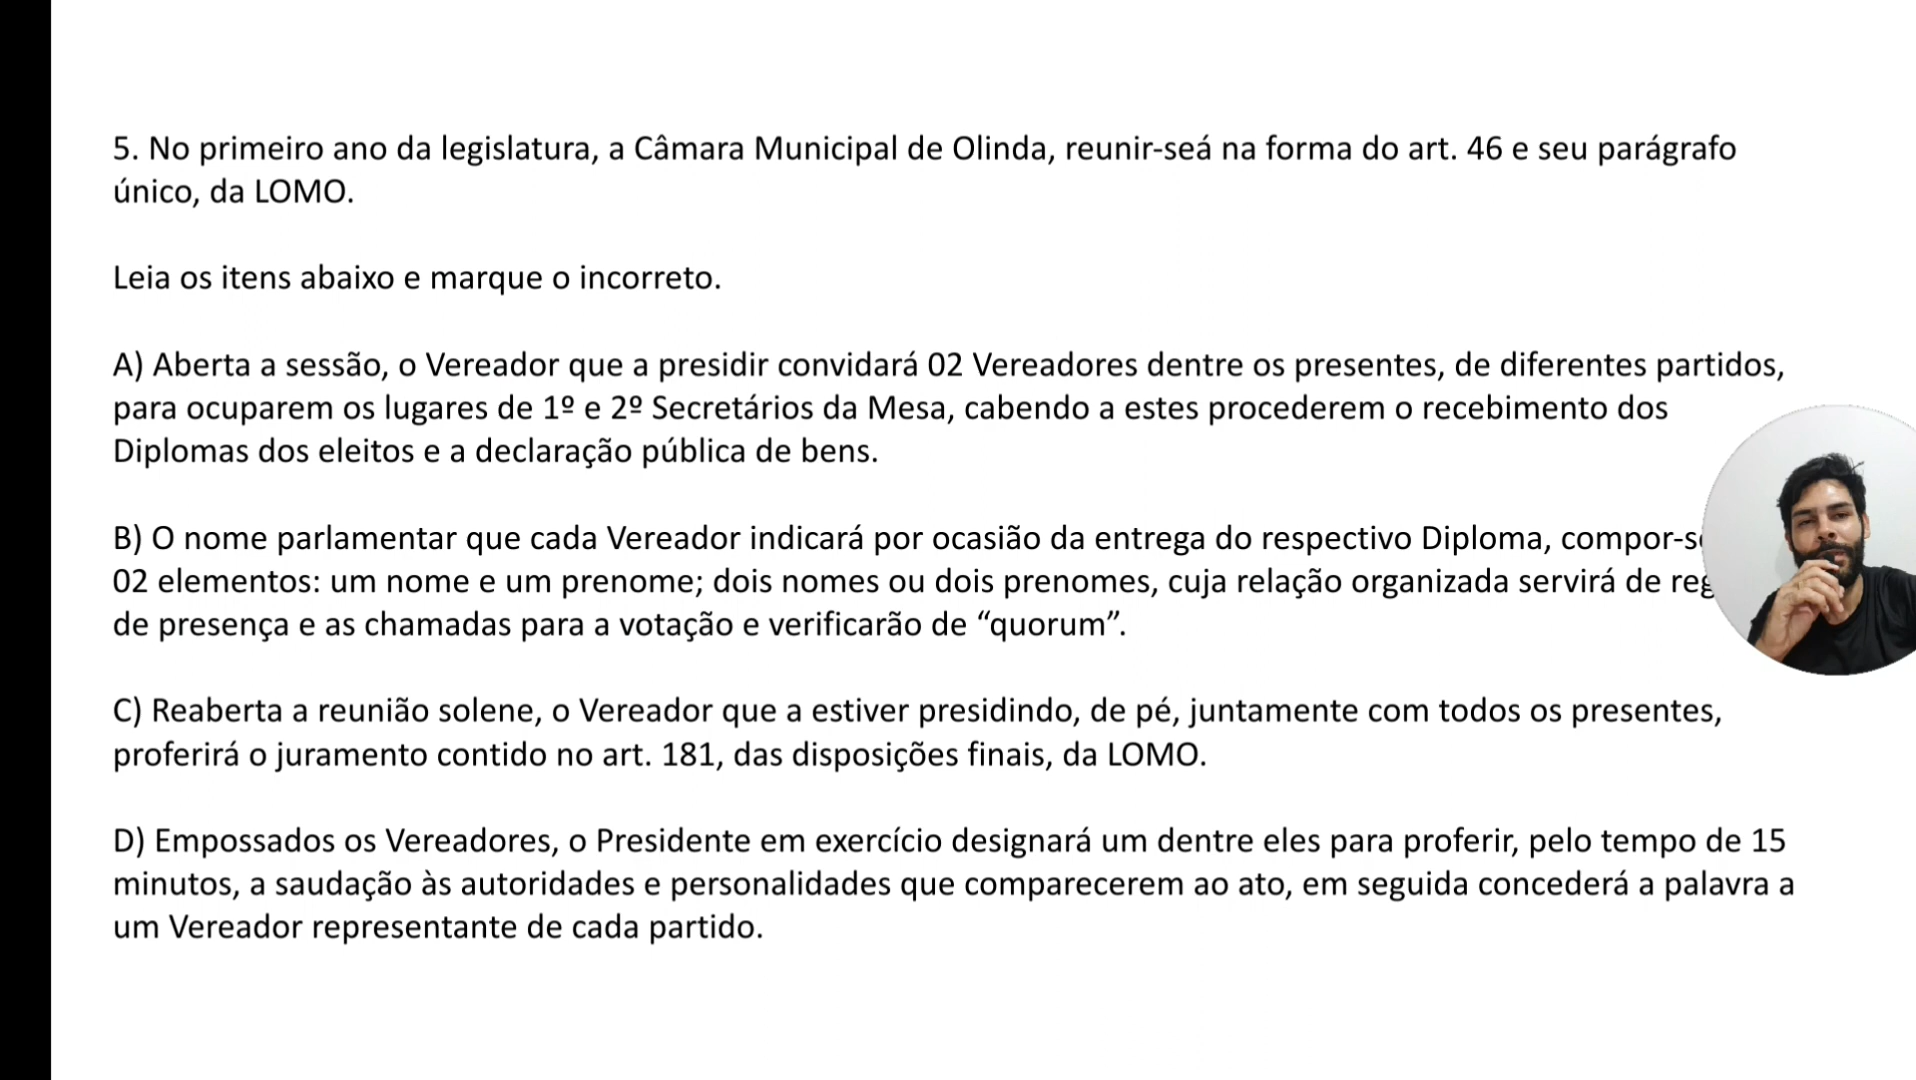 5. No primeiro ano da legislatura, a Câmara Municipal de Olinda, reunir-seá na forma do art. 46 e seu parágrafo
único, da LOMO.
Leia os itens abaixo e marque o incorreto.
A) Aberta a sessão, o Vereador que a presidir convidará 02 Vereadores dentre os presentes, de diferentes partidos,
para ocuparem os lugares de 1º e 2º Secretários da Mesa, cabendo a estes procederem o recebimento dos
Diplomas dos eleitos e a declaração pública de bens.
B) O nome parlamentar que cada Vereador indicará por ocasião da entrega do respectivo Diploma,
02 elementos: um nome e um prenome; dois nomes ou dois prenomes, cuja relação organizada servirá de
de presença e as chamadas para a votação e verificarão de “quorum”.
C) Reaberta a reunião solene, o Vereador que a estiver presidindo, de pé, juntamente com todos os presentes,
proferirá o juramento contido no art. 181, das disposições finais, da LOMO.
D) Empossados os Vereadores, o Presidente em exercício designará um dentre eles para proferir, pelo tempo de 15
minutos, a saudação às autoridades e personalidades que comparecerem ao ato, em seguida concederá a palavra a
um Vereador representante de cada partido.